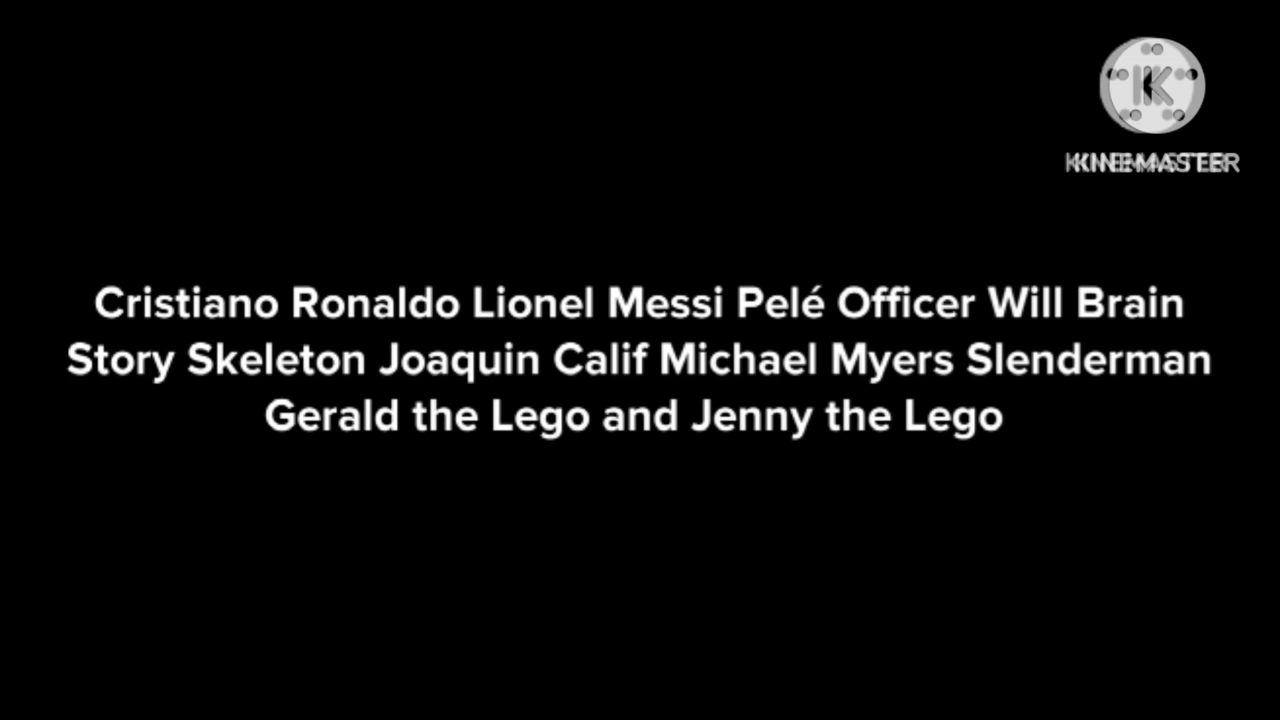 KINEMASTER
Cristiano Ronaldo Lionel Messi Pelé Officer Will Brain
Story Skeleton Joaquin Calif Michael Myers Slenderman
Gerald the Lego and Jenny the Lego